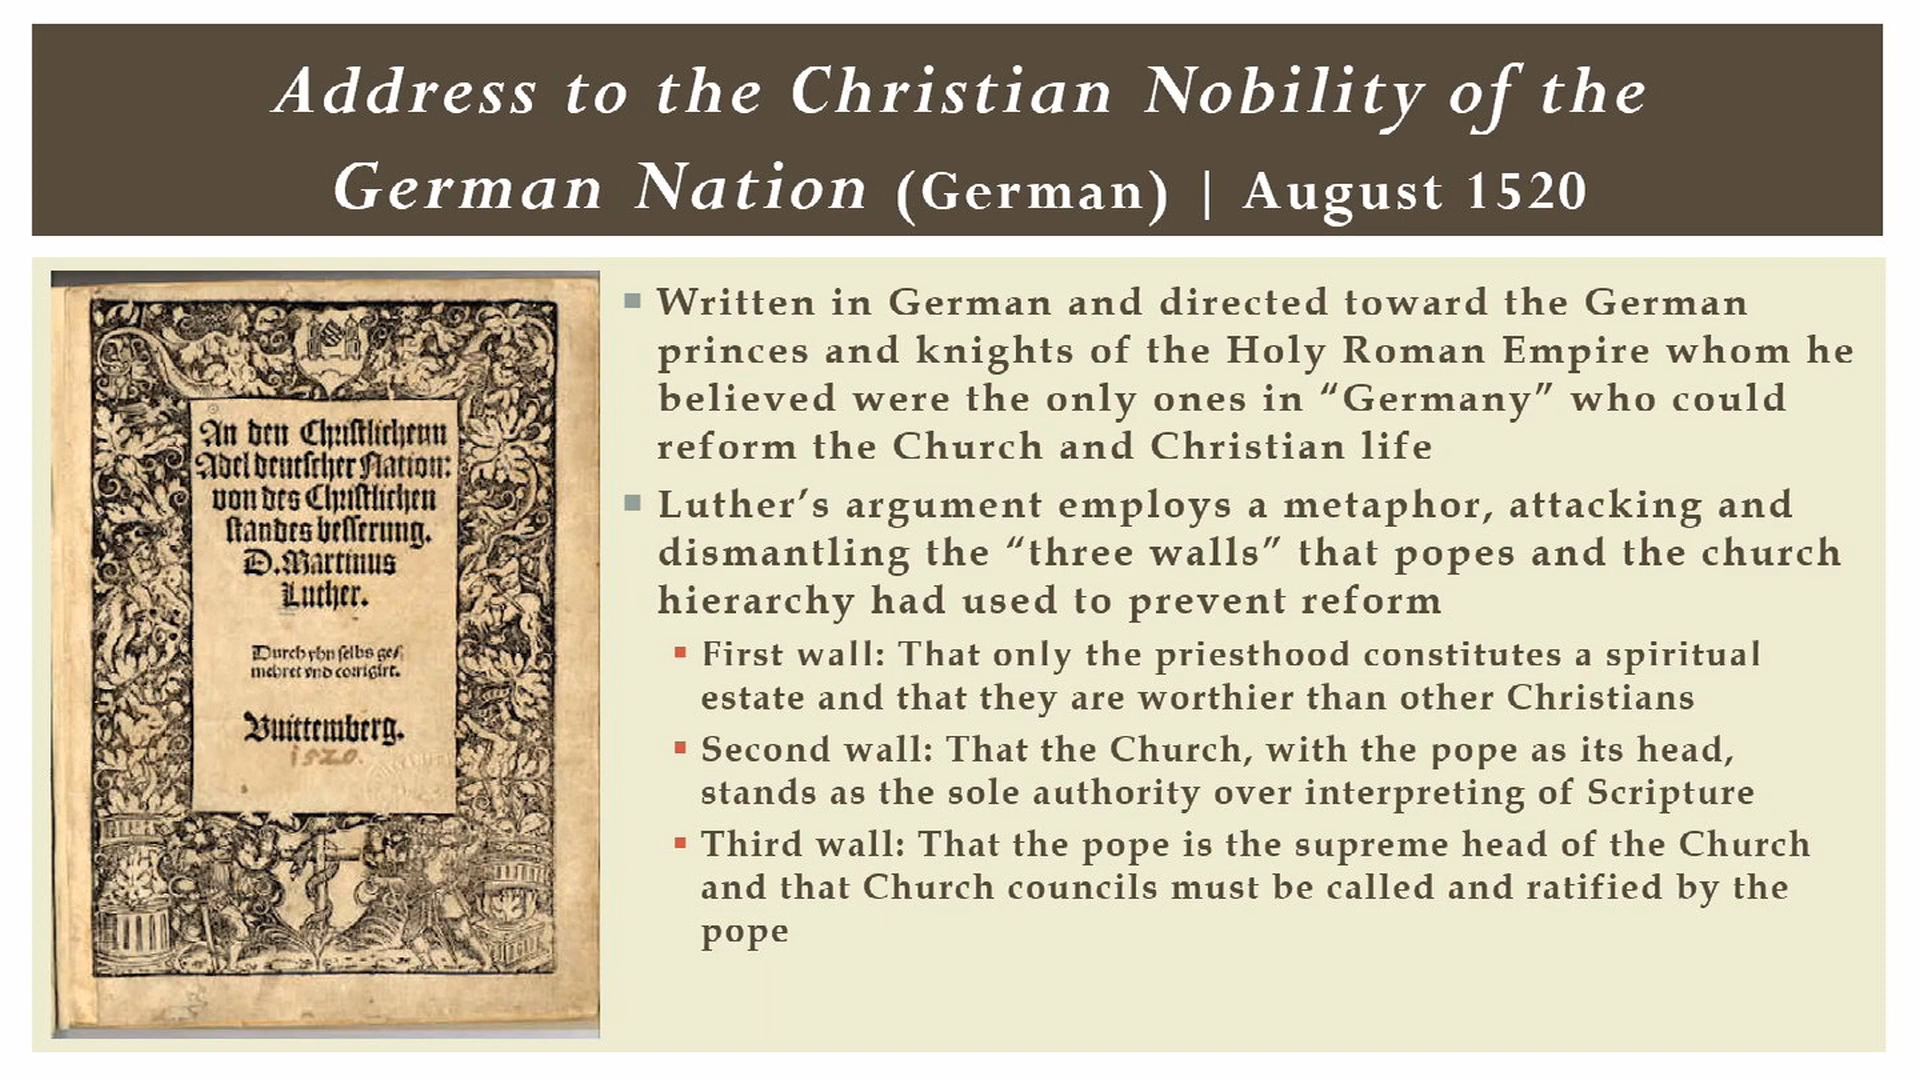 Address to the Christian Nobility of the
German Nation (German) | August 1520
An den Christlichenn
Adel deutscher Nation:
von des Christlichen
standes besserung.
D. Martinus
Luther.
Durch yhn selbs ge⸗
mehret vnd corrigirt.
Vuittemberg.
1520.
Written in German and directed toward the German
princes and knights of the Holy Roman Empire whom he
believed were the only ones in “Germany” who could
reform the Church and Christian life
Luther’s argument employs a metaphor, attacking and
dismantling the “three walls” that popes and the church
hierarchy had used to prevent reform
First wall: That only the priesthood constitutes a spiritual
estate and that they are worthier than other Christians
Second wall: That the Church, with the pope as its head,
stands as the sole authority over interpreting of Scripture
Third wall: That the pope is the supreme head of the Church
and that Church councils must be called and ratified by the
pope